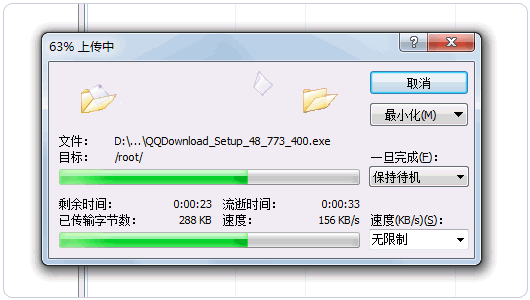 63% 上传中
取消
最小化(M)
文件： D:\...\QQDownload_Setup_48_773_400.exe
目标： /root/
一旦完成(F)：
保持待机
剩余时间： 0:00:23 流逝时间： 0:00:33
已传输字节数： 288 KB 速度： 156 KB/s
速度(KB/s)(S)：
无限制